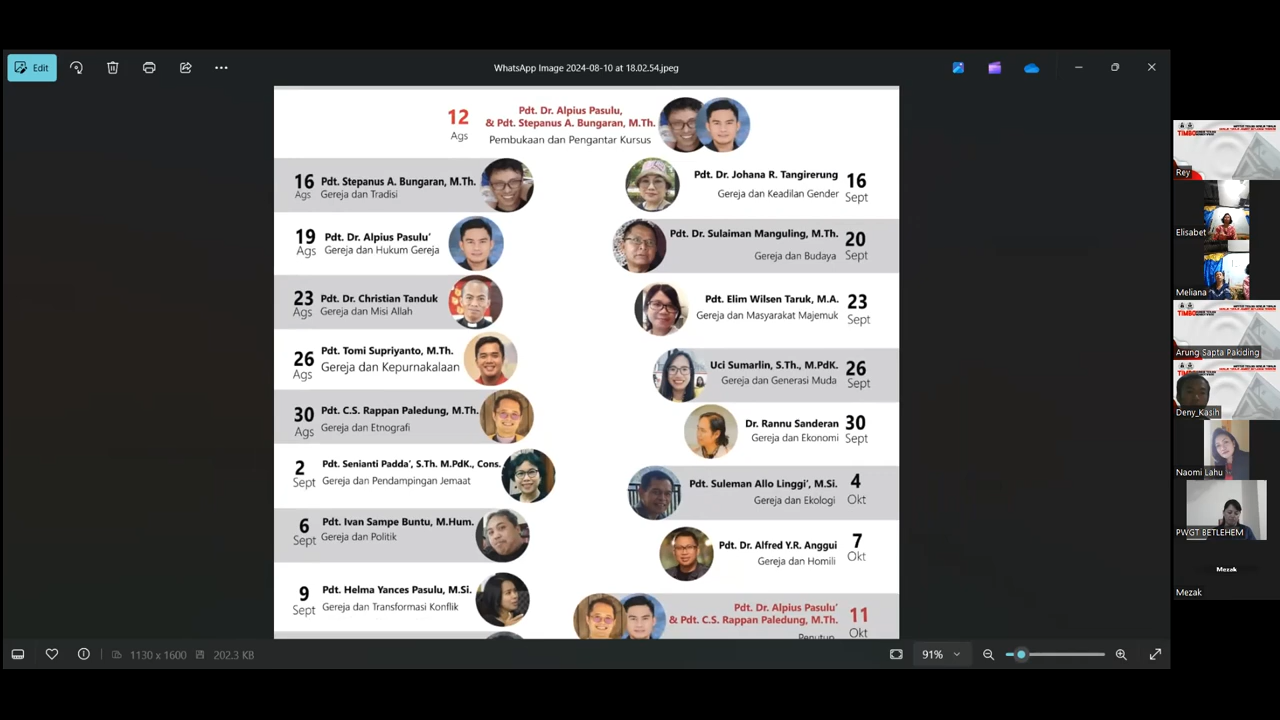 Edit
WhatsApp Image 2024-08-10 at 18.02.54.jpeg
12
Ags
Pdt. Dr. Alpius Pasulu,
& Pdt. Stepanus A. Bungaran, M.Th.
Pembukaan dan Pengantar Kursus
16
Ags
Pdt. Stepanus A. Bungaran, M.Th.
Gereja dan Tradisi
19
Ags
Pdt. Dr. Alpius Pasulu'
Gereja dan Hukum Gereja
23
Ags
Pdt. Dr. Christian Tanduk
Gereja dan Misi Allah
26
Ags
Pdt. Tomi Supriyanto, M.Th.
Gereja dan Kepurnakalaan
30
Ags
Pdt. C.S. Rappan Paledung, M.Th.
Gereja dan Etnografi
2
Sept
Pdt. Senianti Padda', S.Th. M.PdK., Cons.
Gereja dan Pendampingan Jemaat
6
Sept
Pdt. Ivan Sampe Buntu, M.Hum.
Gereja dan Politik
9
Sept
Pdt. Helma Yances Pasulu, M.Si.
Gereja dan Transformasi Konflik
Pdt. Dr. Johana R. Tangirerung
Gereja dan Keadilan Gender
16
Sept
Pdt. Dr. Sulaiman Manguling, M.Th.
Gereja dan Budaya
20
Sept
Pdt. Elim Wilsen Taruk, M.A.
Gereja dan Masyarakat Majemuk
23
Sept
Uci Sumarlin, S.Th., M.PdK.
Gereja dan Generasi Muda
26
Sept
Dr. Rannu Sanderan
Gereja dan Ekonomi
30
Sept
Pdt. Suleman Allo Linggi', M.Si.
Gereja dan Ekologi
4
Okt
Pdt. Dr. Alfred Y.R. Anggui
Gereja dan Homili
7
Okt
Pdt. Dr. Alpius Pasulu'
& Pdt. C.S. Rappan Paledung, M.Th.
Penutup
11
Okt
1130 x 1600
202.3 KB
91%
TIMBO
Rey
Elisabet
Meliana
TIMBO
Arung Sapta Pakiding
TIMBO
Deny_Kasih
Naomi Lahu
PWGT BETLEHEM
Mezak
Mezak